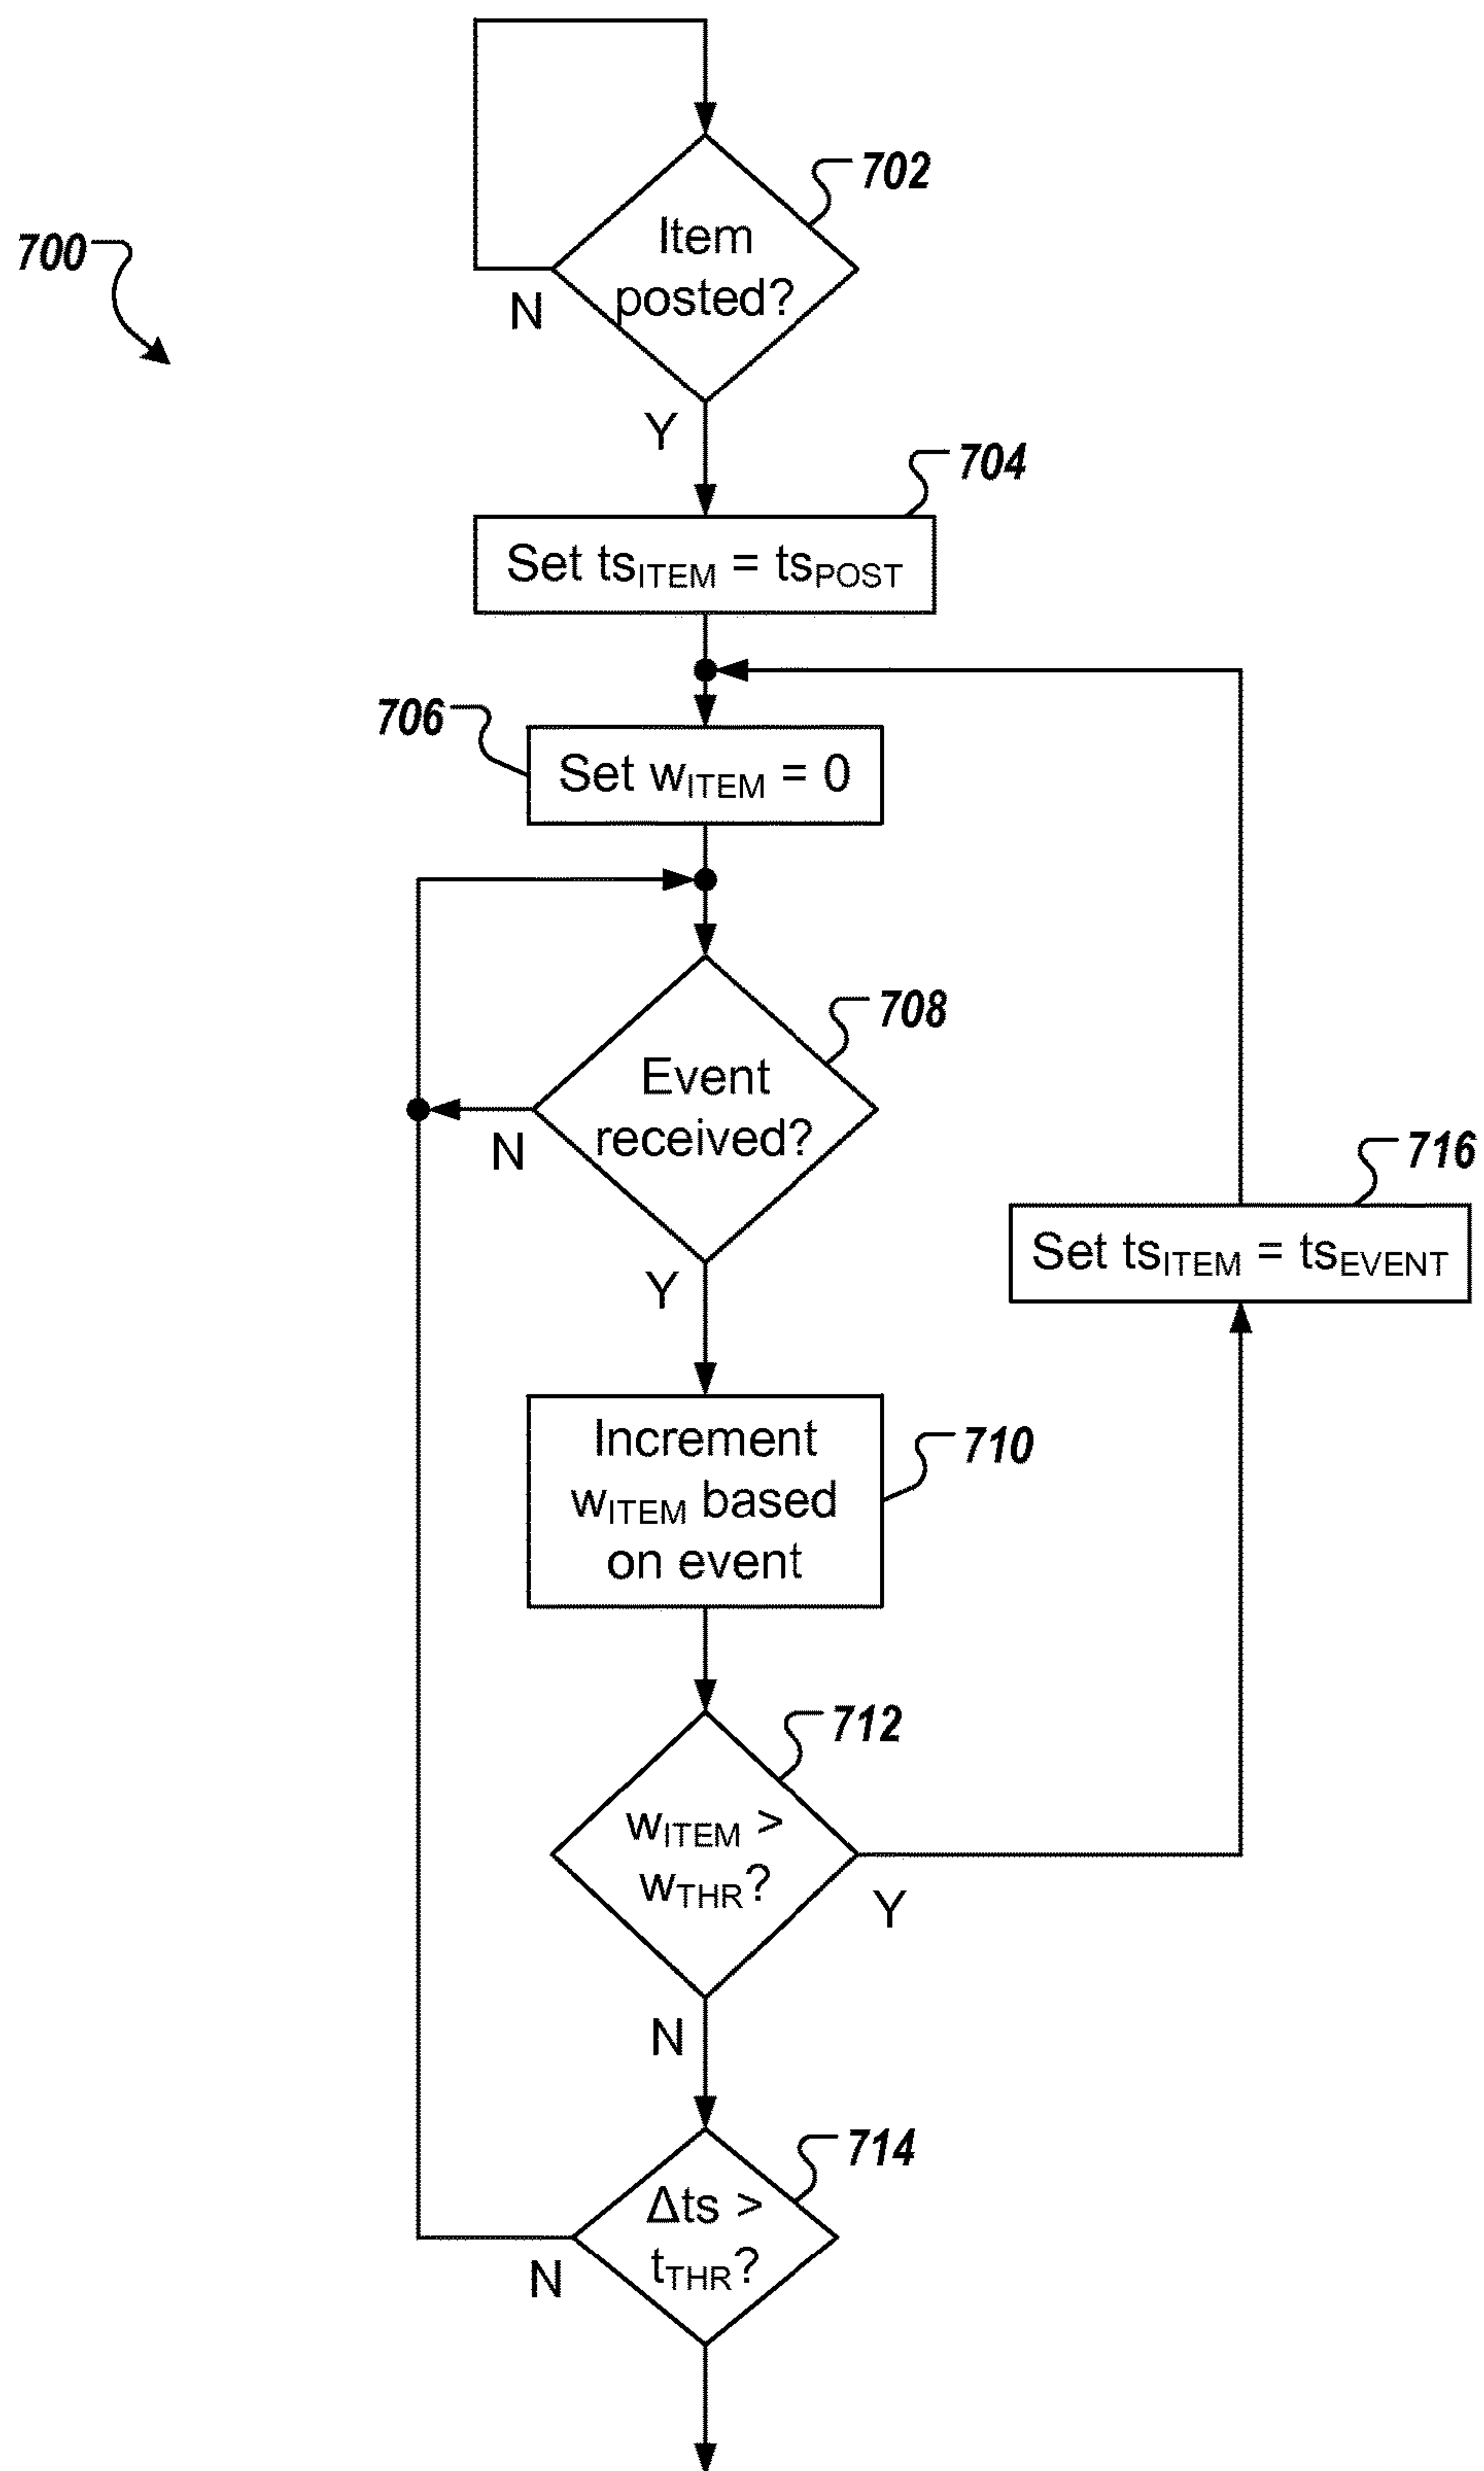 702
700
Item
posted?
N
Y
704
Set tsITEM = tsPOST
706
Set wITEM = 0
708
Event
received?
N
716
Set tsITEM = tsEVENT
Y
Increment
710
wITEM based
on event
712
wITEM >
wTHR?
Y
N
714
Δts >
tTHR?
N